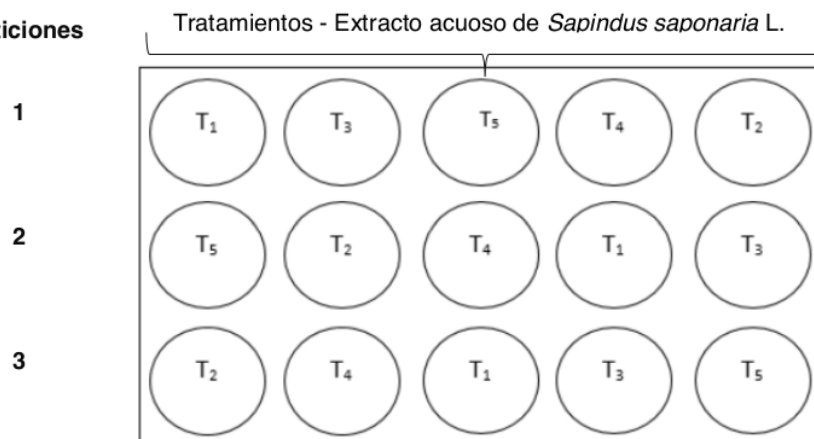 Tratamientos - Extracto acuoso de Sapindus saponaria L.
1 T₁ T₃ T₅ T₄ T₂
2 T₅ T₂ T₄ T₁ T₃
3 T₂ T₄ T₁ T₃ T₅